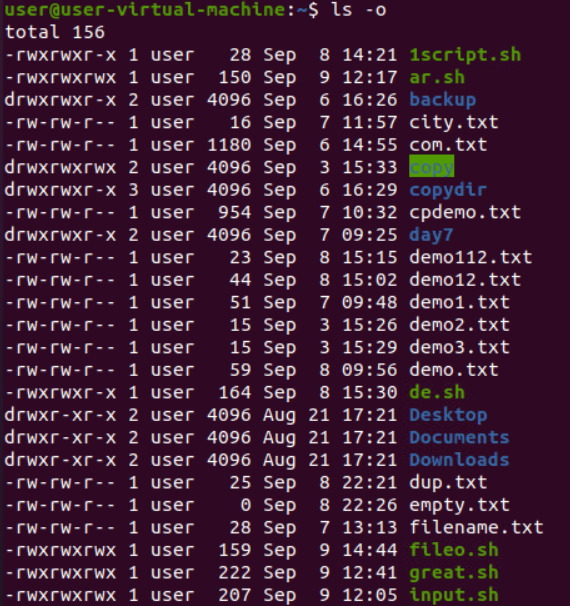 user@user-virtual-machine:~$ ls -o
total 156
-rwxrwxr-x 1 user   28 Sep  8 14:21 1script.sh
-rwxrwxrwx 1 user  150 Sep  9 12:17 ar.sh
drwxrwxr-x 2 user 4096 Sep  6 16:26 backup
-rw-rw-r-- 1 user   16 Sep  7 11:57 city.txt
-rw-rw-r-- 1 user 1180 Sep  6 14:55 com.txt
drwxrwxrwx 2 user 4096 Sep  3 15:33 copy
drwxrwxr-x 3 user 4096 Sep  6 16:29 copydir
-rw-rw-r-- 1 user  954 Sep  7 10:32 cpdemo.txt
drwxrwxr-x 2 user 4096 Sep  7 09:25 day7
-rw-rw-r-- 1 user   23 Sep  8 15:15 demo112.txt
-rw-rw-r-- 1 user   44 Sep  8 15:02 demo12.txt
-rw-rw-r-- 1 user   51 Sep  7 09:48 demo1.txt
-rw-rw-r-- 1 user   15 Sep  3 15:26 demo2.txt
-rw-rw-r-- 1 user   15 Sep  3 15:29 demo3.txt
-rw-rw-r-- 1 user   59 Sep  8 09:56 demo.txt
-rwxrwxr-x 1 user  164 Sep  8 15:30 de.sh
drwxr-xr-x 2 user 4096 Aug 21 17:21 Desktop
drwxr-xr-x 2 user 4096 Aug 21 17:21 Documents
drwxr-xr-x 2 user 4096 Aug 21 17:21 Downloads
-rw-rw-r-- 1 user   25 Sep  8 22:21 dup.txt
-rw-rw-r-- 1 user    0 Sep  8 22:26 empty.txt
-rw-rw-r-- 1 user   28 Sep  7 13:13 filename.txt
-rwxrwxrwx 1 user  159 Sep  9 14:44 fileo.sh
-rwxrwxrwx 1 user  222 Sep  9 12:41 great.sh
-rwxrwxrwx 1 user  207 Sep  9 12:05 input.sh